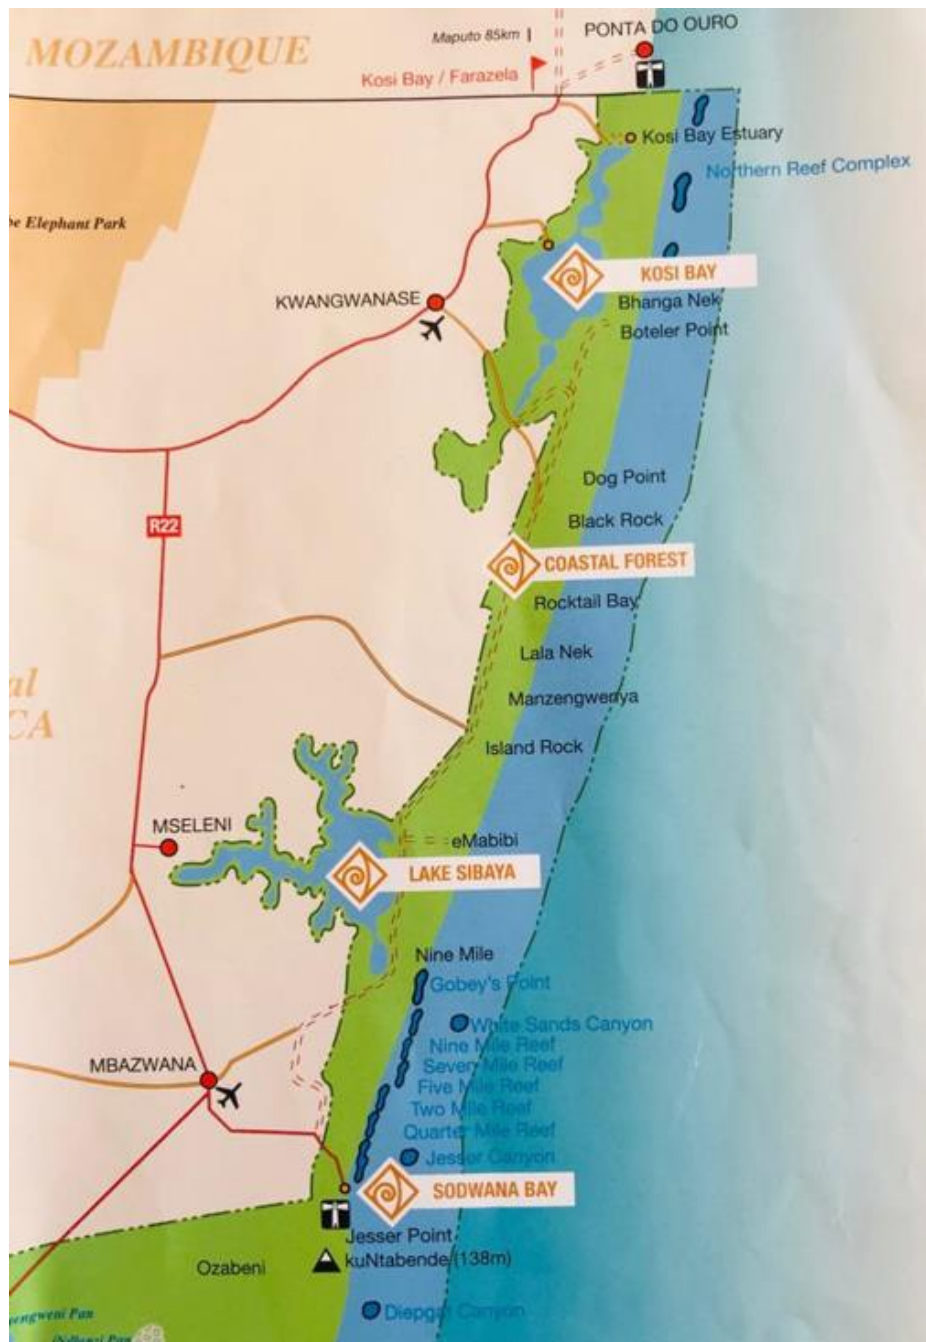 MOZAMBIQUE
Maputo 85km
PONTA DO OURO
Kosi Bay / Farazela
Kosi Bay Estuary
Northern Reef Complex
Elephant Park
KOSI BAY
KWANGWANASE
Bhanga Nek
Boteler Point
Dog Point
R22
Black Rock
COASTAL FOREST
Rocktail Bay
Lala Nek
Manzengwenya
Island Rock
MSELENI
eMabibi
LAKE SIBAYA
Nine Mile
Gobey's Point
White Sands Canyon
Nine Mile Reef
Seven Mile Reef
MBAZWANA
Five Mile Reef
Two Mile Reef
Quarter Mile Reef
Jesser Canyon
SODWANA BAY
Jesser Point
kuNtabende (138m)
Ozabeni
Diepgat Canyon
Pan
Pan